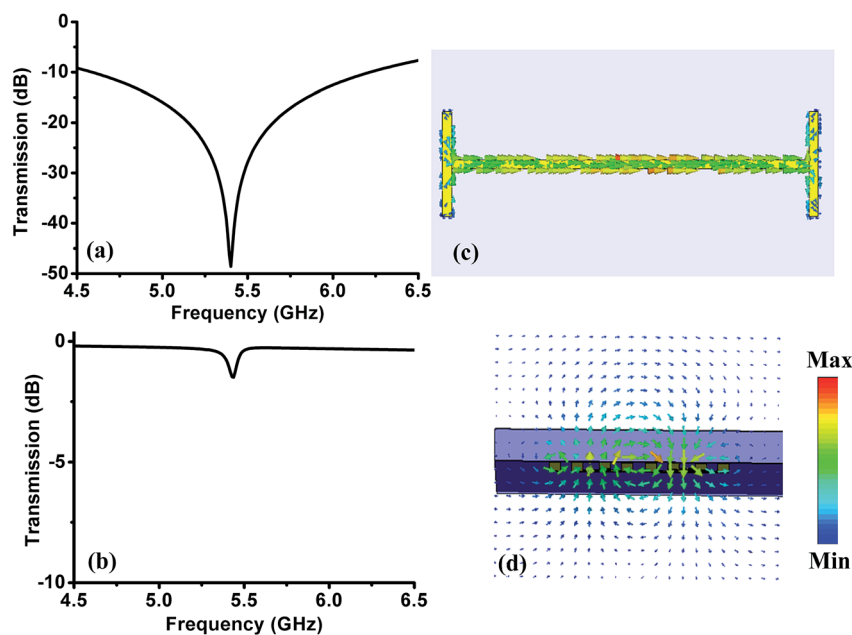 0
-10
-20
-30
-40
-50
Transmission (dB)
(a)
4.5 5.0 5.5 6.0 6.5
Frequency (GHz)
(c)
0
-5
-10
Transmission (dB)
(b)
4.5 5.0 5.5 6.0 6.5
Frequency (GHz)
(d)
Max
Min